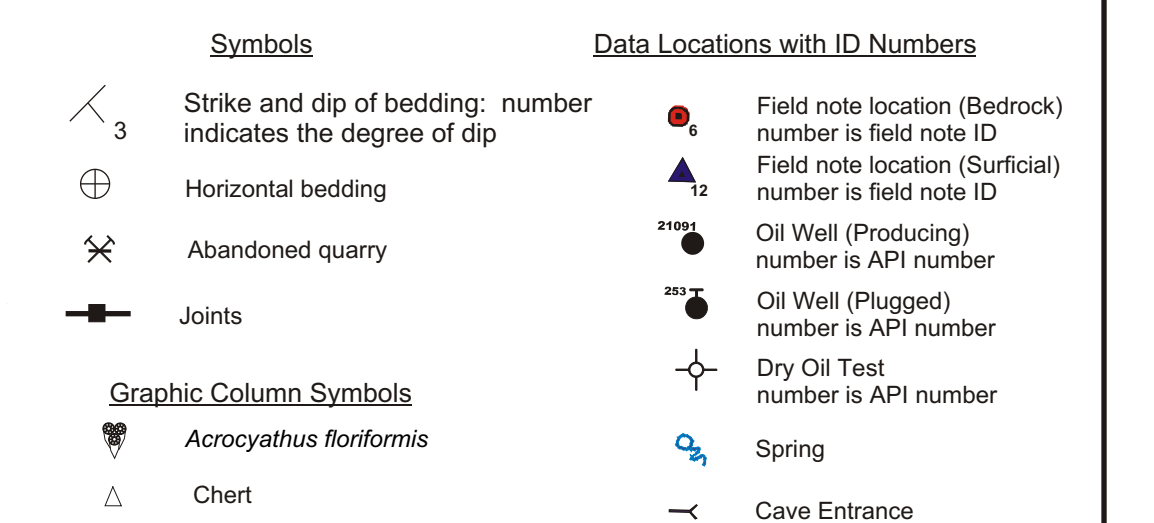 Symbols
3
Strike and dip of bedding: number
indicates the degree of dip
Horizontal bedding
Abandoned quarry
Joints
Graphic Column Symbols
Acrocyathus floriformis
Chert
Data Locations with ID Numbers
6
Field note location (Bedrock)
number is field note ID
12
Field note location (Surficial)
number is field note ID
21091
Oil Well (Producing)
number is API number
253
Oil Well (Plugged)
number is API number
Dry Oil Test
number is API number
Spring
Cave Entrance